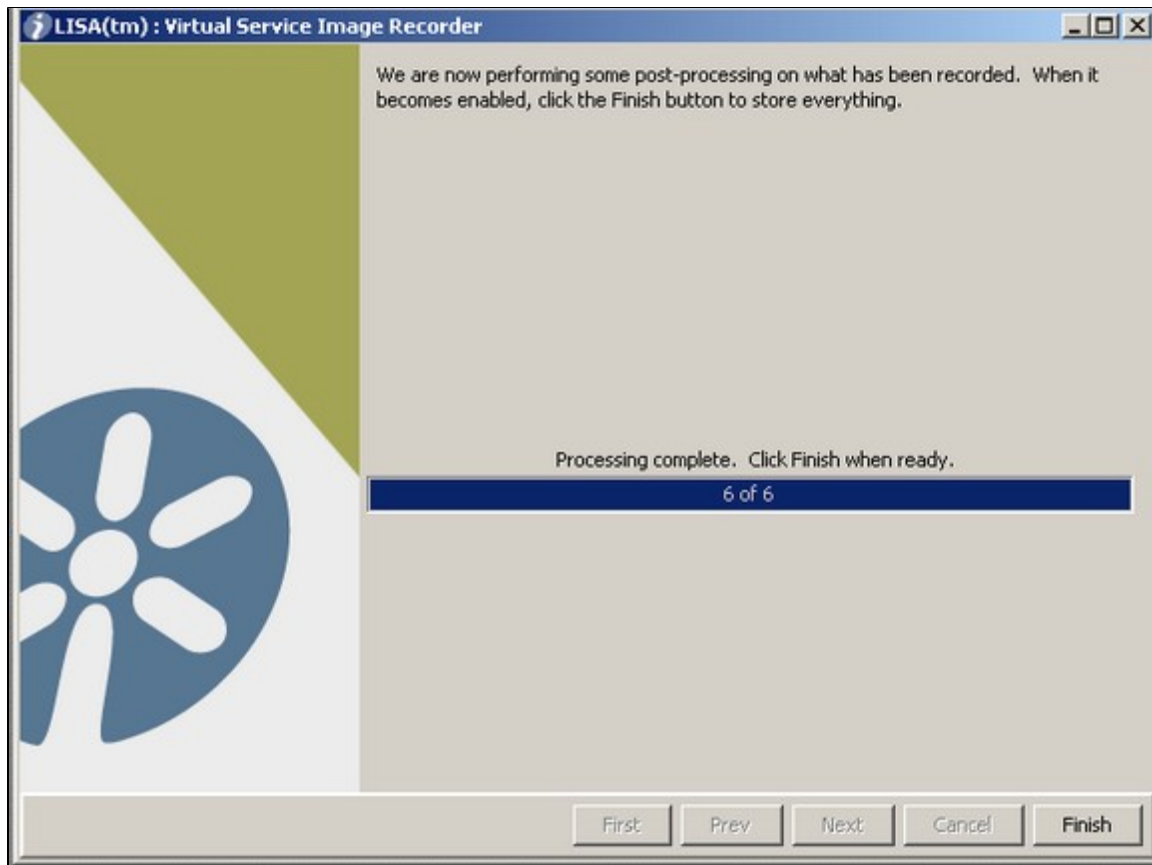 LISA(tm) : Virtual Service Image Recorder
We are now performing some post-processing on what has been recorded. When it
becomes enabled, click the Finish button to store everything.
Processing complete. Click Finish when ready.
6 of 6
First Prev Next Cancel Finish